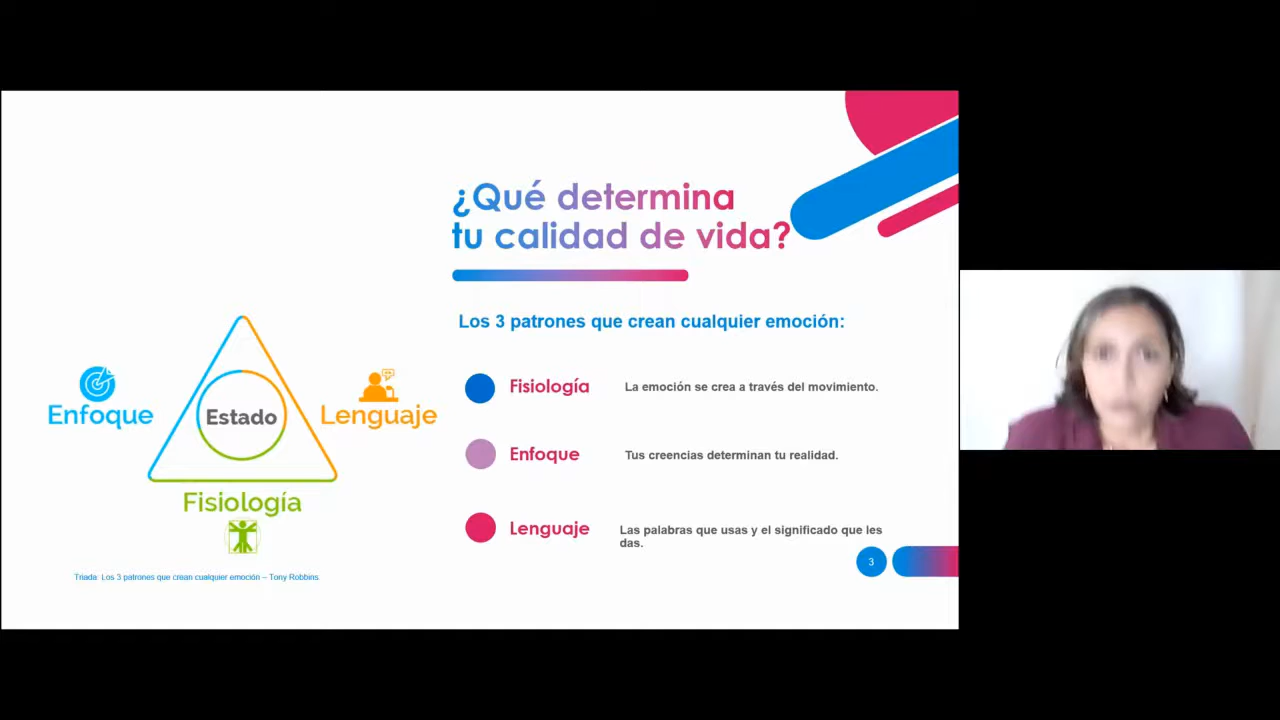 ¿Qué determina
tu calidad de vida?
Los 3 patrones que crean cualquier emoción:
Enfoque
Estado
Lenguaje
Fisiología
Triada: Los 3 patrones que crean cualquier emoción – Tony Robbins
Fisiología
La emoción se crea a través del movimiento.
Enfoque
Tus creencias determinan tu realidad.
Lenguaje
Las palabras que usas y el significado que les
das.
3